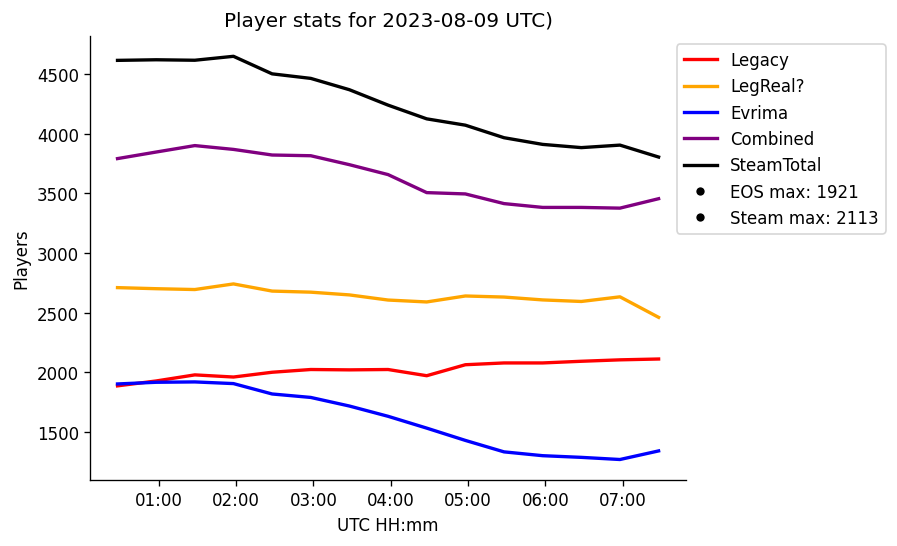 Player stats for 2023-08-09 UTC)
Legacy
LegReal?
Evrima
Combined
SteamTotal
EOS max: 1921
Steam max: 2113
Players
4500
4000
3500
3000
2500
2000
1500
01:00 02:00 03:00 04:00 05:00 06:00 07:00
UTC HH:mm